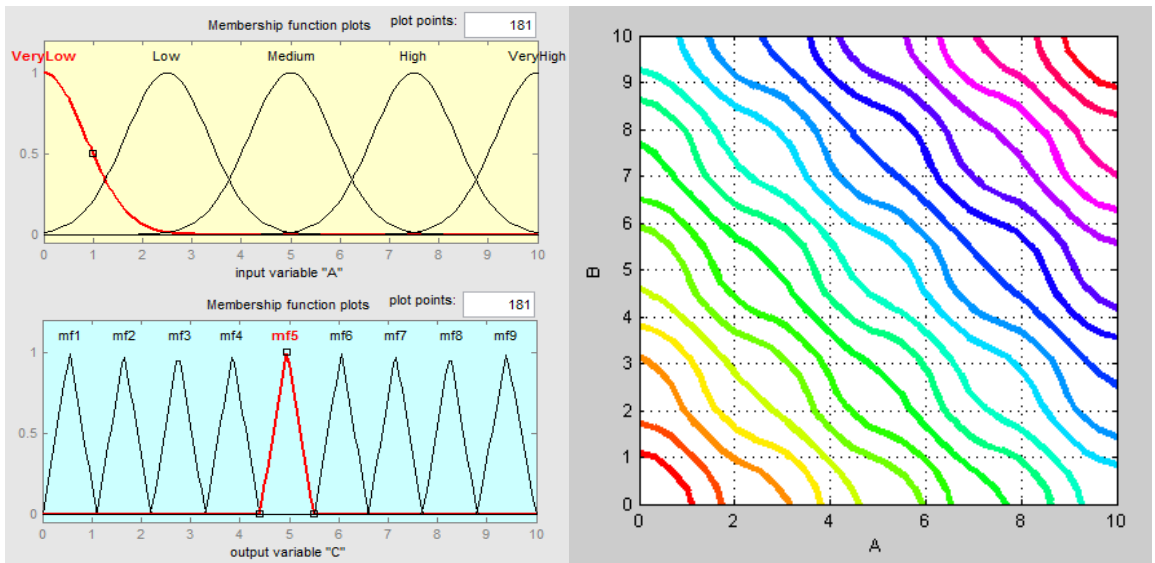 Membership function plots plot points: 181
VeryLow Low Medium High VeryHigh
1
0.5
0
0 1 2 3 4 5 6 7 8 9 10
input variable "A"
Membership function plots plot points: 181
mf1 mf2 mf3 mf4 mf5 mf6 mf7 mf8 mf9
1
0.5
0
0 1 2 3 4 5 6 7 8 9 10
output variable "C"
10
9
8
7
6
5
4
3
2
1
0
B
0 2 4 6 8 10
A